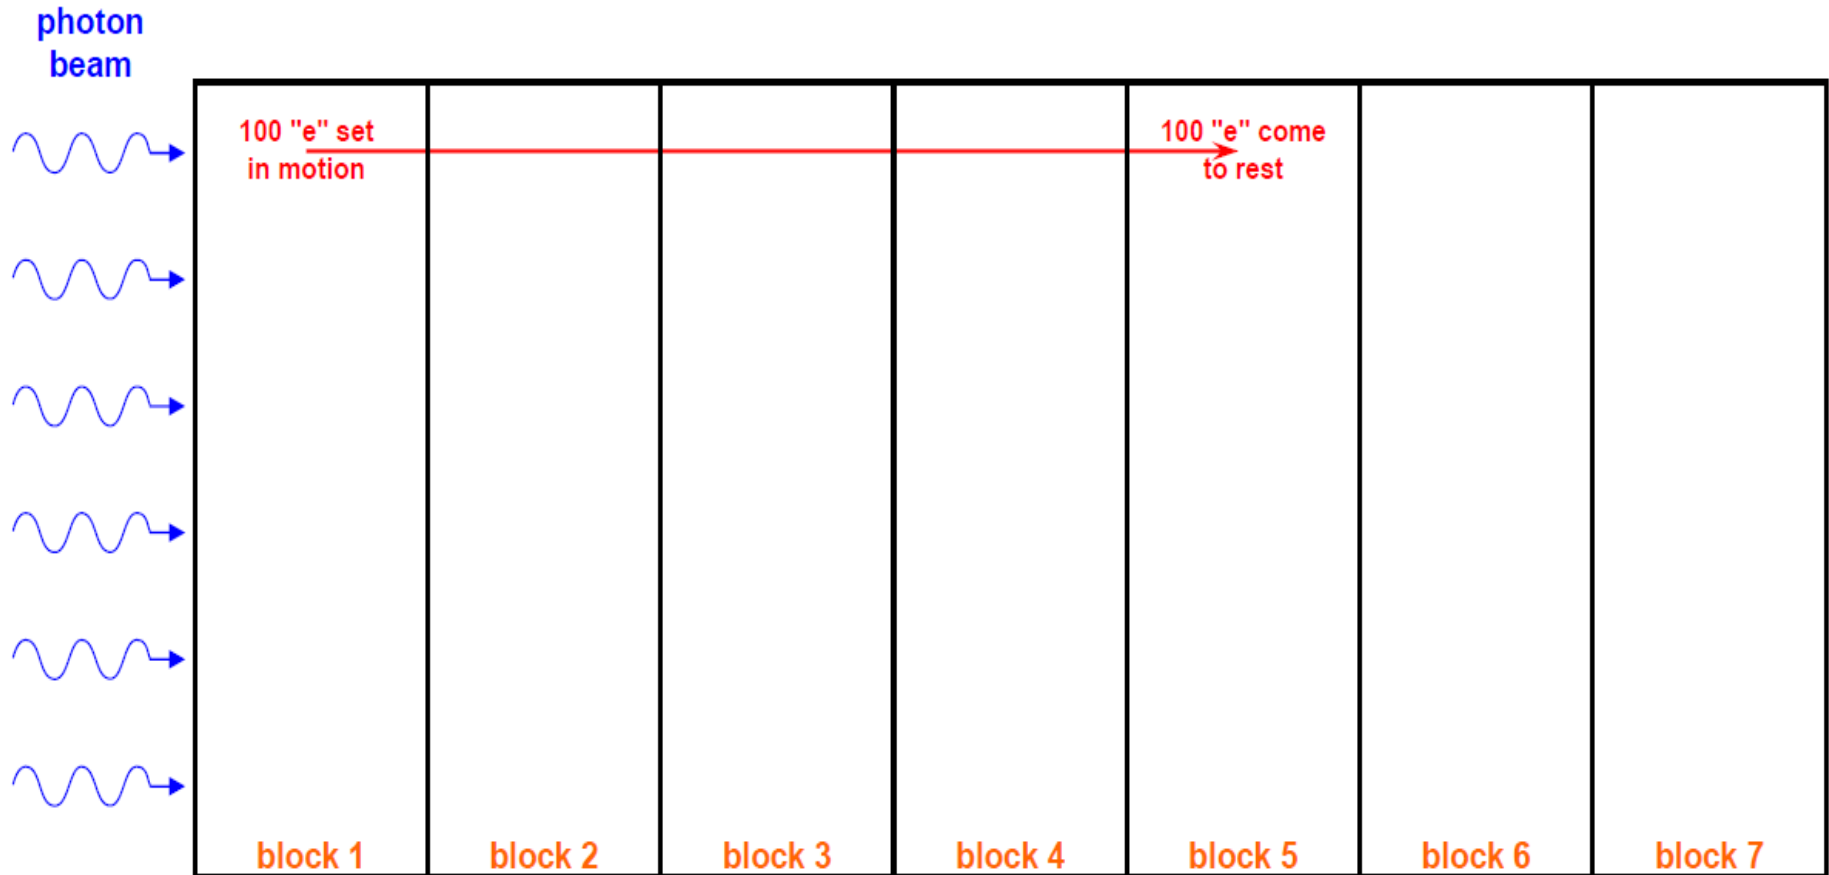 photon
beam
100 "e" set
in motion
100 "e" come
to rest
block 1
block 2
block 3
block 4
block 5
block 6
block 7